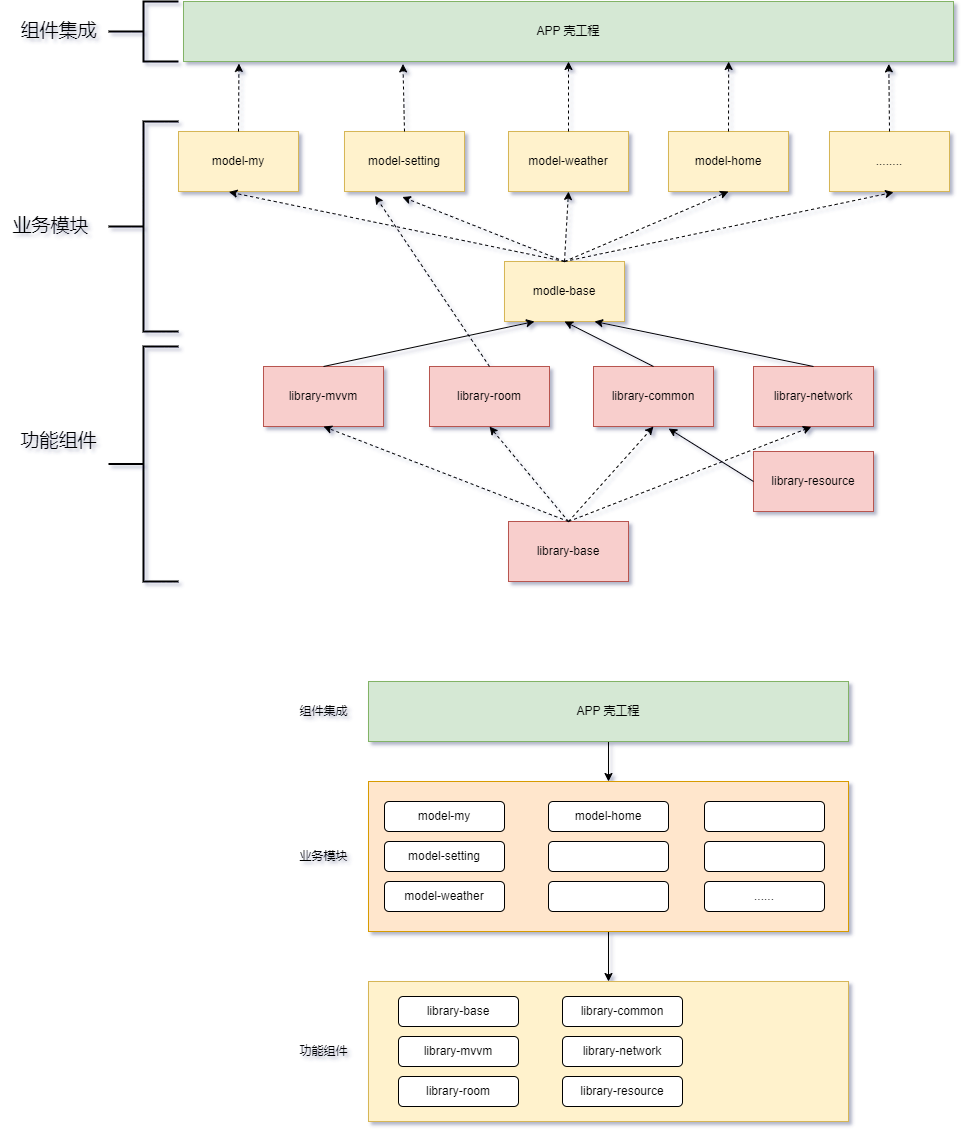 组件集成
APP 壳工程
model-my
model-setting
model-weather
model-home
........
业务模块
modle-base
library-mvvm
library-room
library-common
library-network
功能组件
library-resource
library-base
组件集成
APP 壳工程
model-my
model-home
业务模块
model-setting
model-weather
......
library-base
library-common
功能组件
library-mvvm
library-network
library-room
library-resource